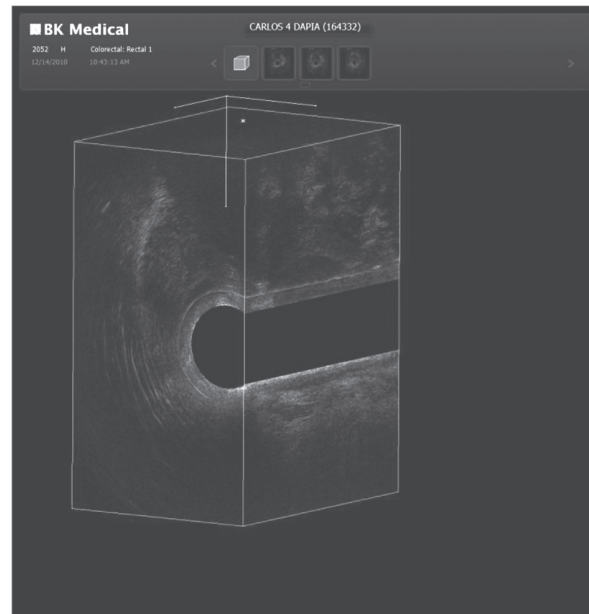 BK Medical
CARLOS 4 DAPIA (164332)
2052 H Colorectal: Rectal 1
12/14/2010 10:43:13 AM